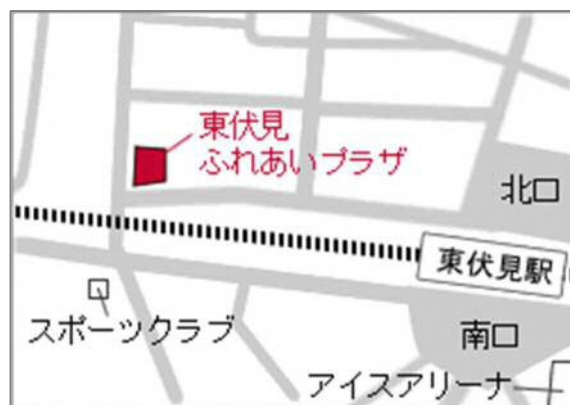 東伏見
ふれあいプラザ
北口
東伏見駅
スポーツクラブ
南口
アイスアリーナ